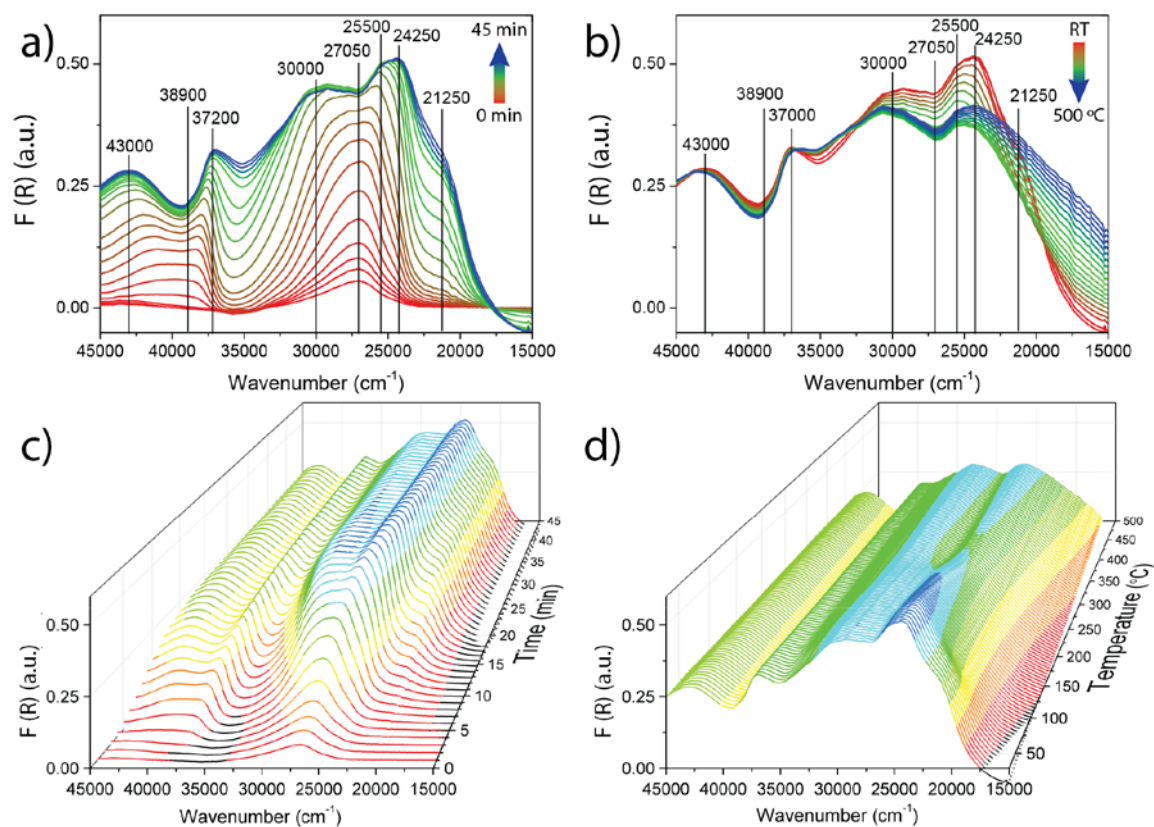 a)
45 min
0 min
25500
27050
24250
30000
21250
38900
37200
43000
0.50
0.25
0.00
F (R) (a.u.)
45000 40000 35000 30000 25000 20000 15000
Wavenumber (cm⁻¹)
b)
RT
500 ºC
25500
27050
24250
30000
21250
38900
37000
43000
0.50
0.25
0.00
F (R) (a.u.)
45000 40000 35000 30000 25000 20000 15000
Wavenumber (cm⁻¹)
c)
0.50
0.25
0.00
F (R) (a.u.)
45000 40000 35000 30000 25000 20000 15000
Wavenumber (cm⁻¹)
0 5 10 15 20 25 30 35 40 45
Time (min)
d)
0.50
0.25
0.00
F (R) (a.u.)
45000 40000 35000 30000 25000 20000 15000
Wavenumber (cm⁻¹)
50 100 150 200 250 300 350 400 450 500
Temperature (ºC)